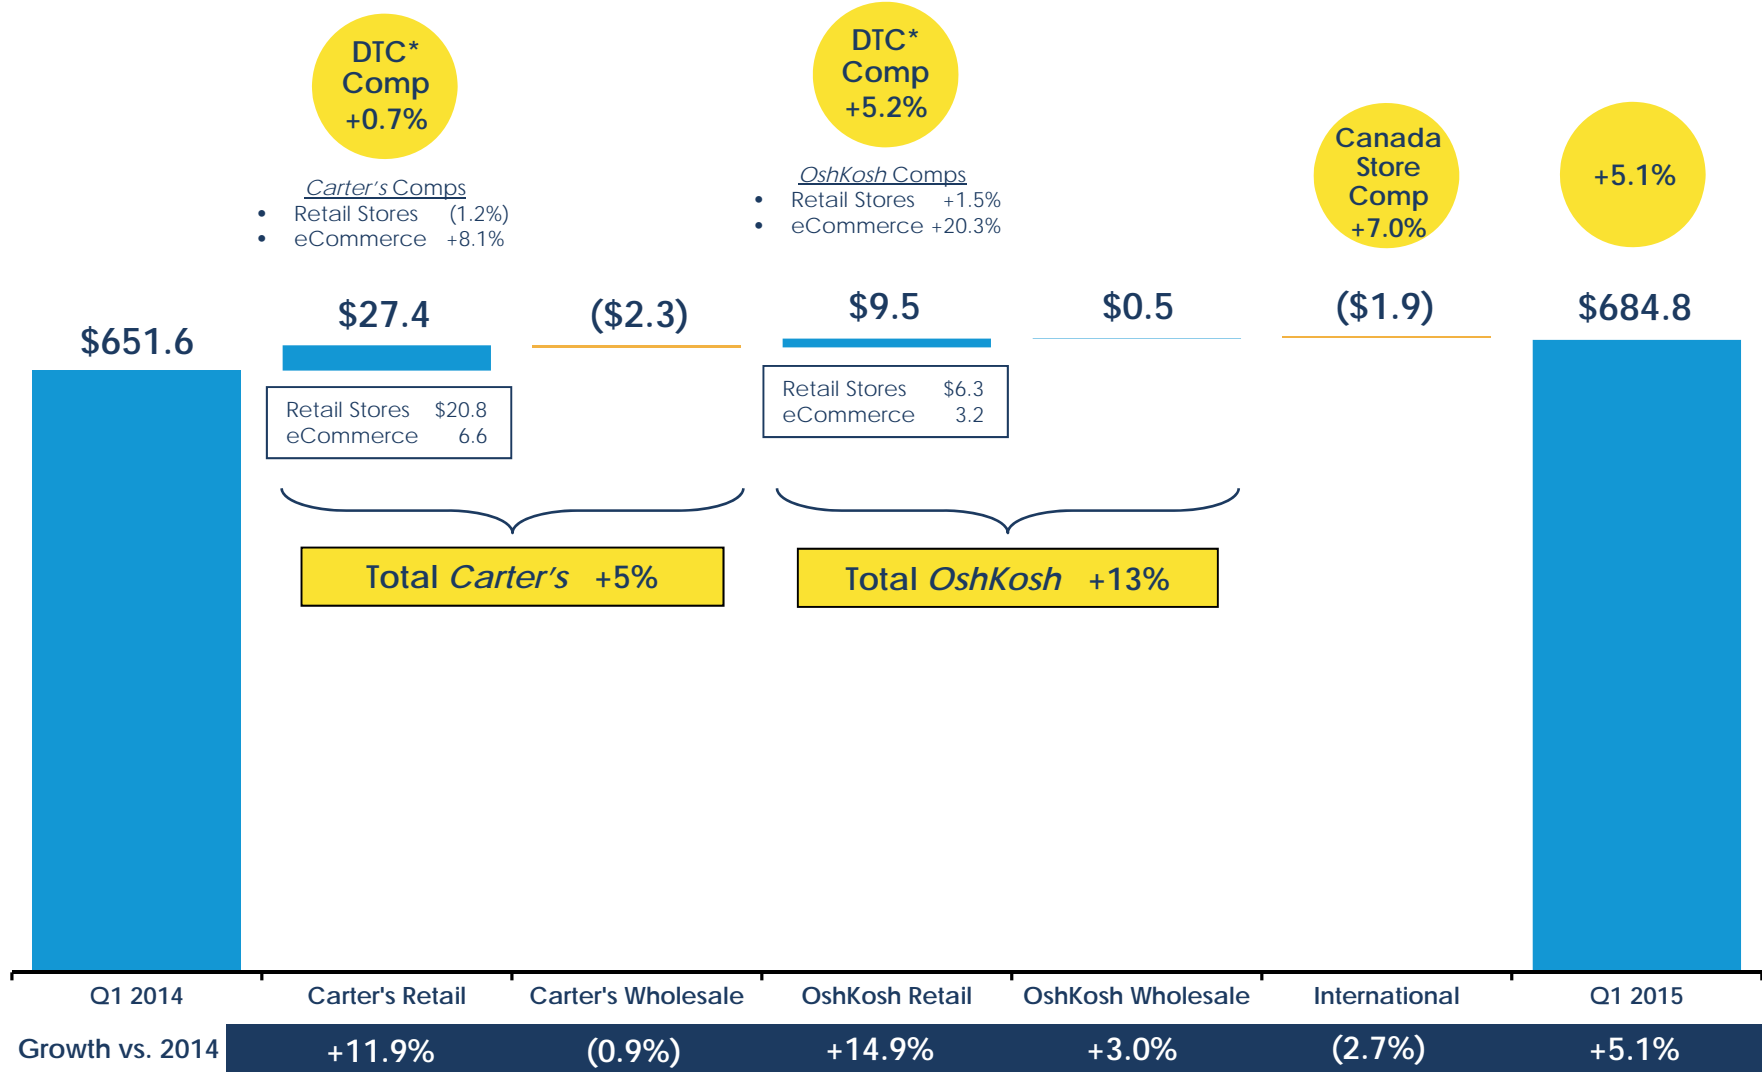 DTC*
Comp
+0.7%
DTC*
Comp
+5.2%
Canada
Store
Comp
+7.0%
+5.1%
Carter's Comps
• Retail Stores (1.2%)
• eCommerce +8.1%
OshKosh Comps
• Retail Stores +1.5%
• eCommerce +20.3%
$651.6
$27.4
($2.3)
$9.5
$0.5
($1.9)
$684.8
Retail Stores $20.8
eCommerce 6.6
Retail Stores $6.3
eCommerce 3.2
Total Carter's +5%
Total OshKosh +13%
Q1 2014 Carter's Retail Carter's Wholesale OshKosh Retail OshKosh Wholesale International Q1 2015
Growth vs. 2014 +11.9% (0.9%) +14.9% +3.0% (2.7%) +5.1%